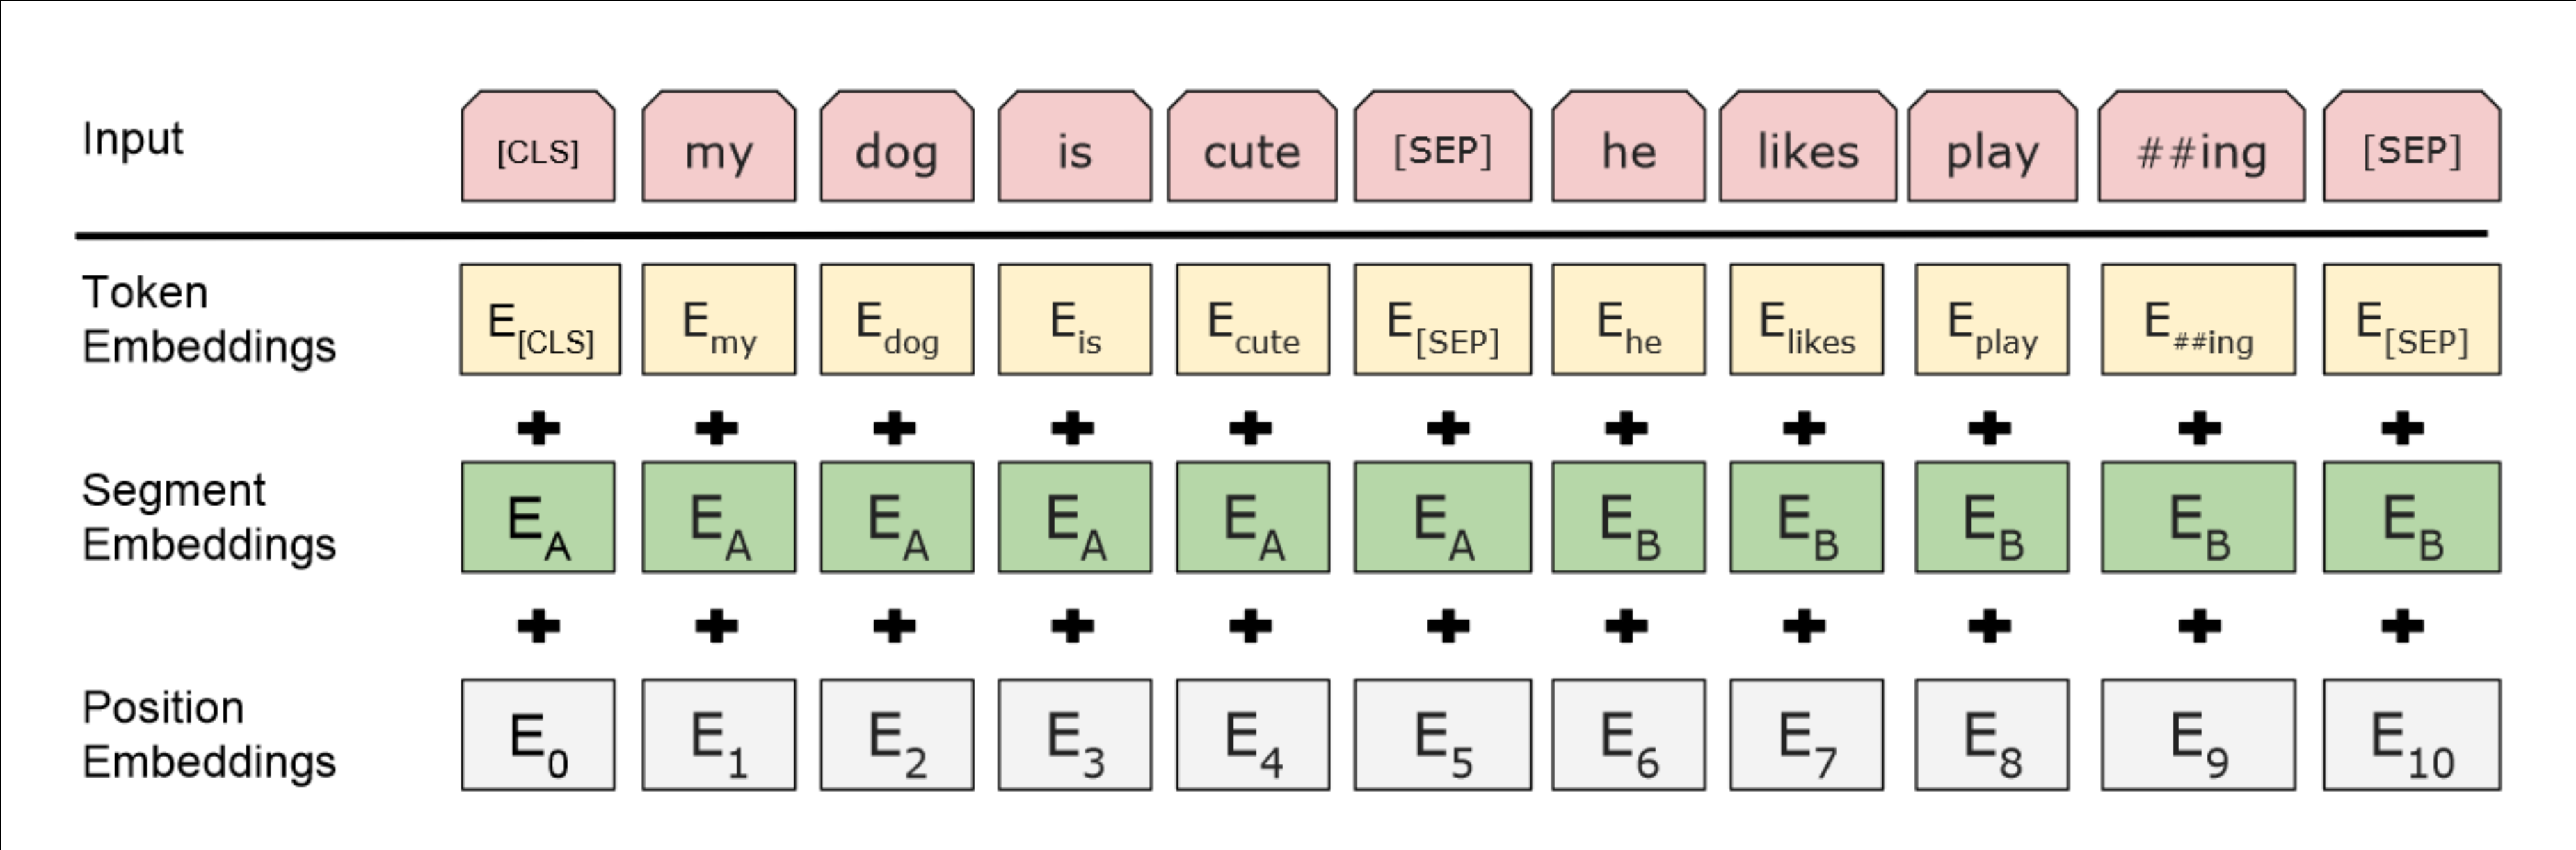 Input [CLS] my dog is cute [SEP] he likes play ##ing [SEP]
Token Embeddings E[CLS] Emy Edog Eis Ecute E[SEP] Ehe Elikes Eplay E##ing E[SEP]
+ + + + + + + + + + +
Segment Embeddings EA EA EA EA EA EA EB EB EB EB EB
+ + + + + + + + + + +
Position Embeddings E0 E1 E2 E3 E4 E5 E6 E7 E8 E9 E10